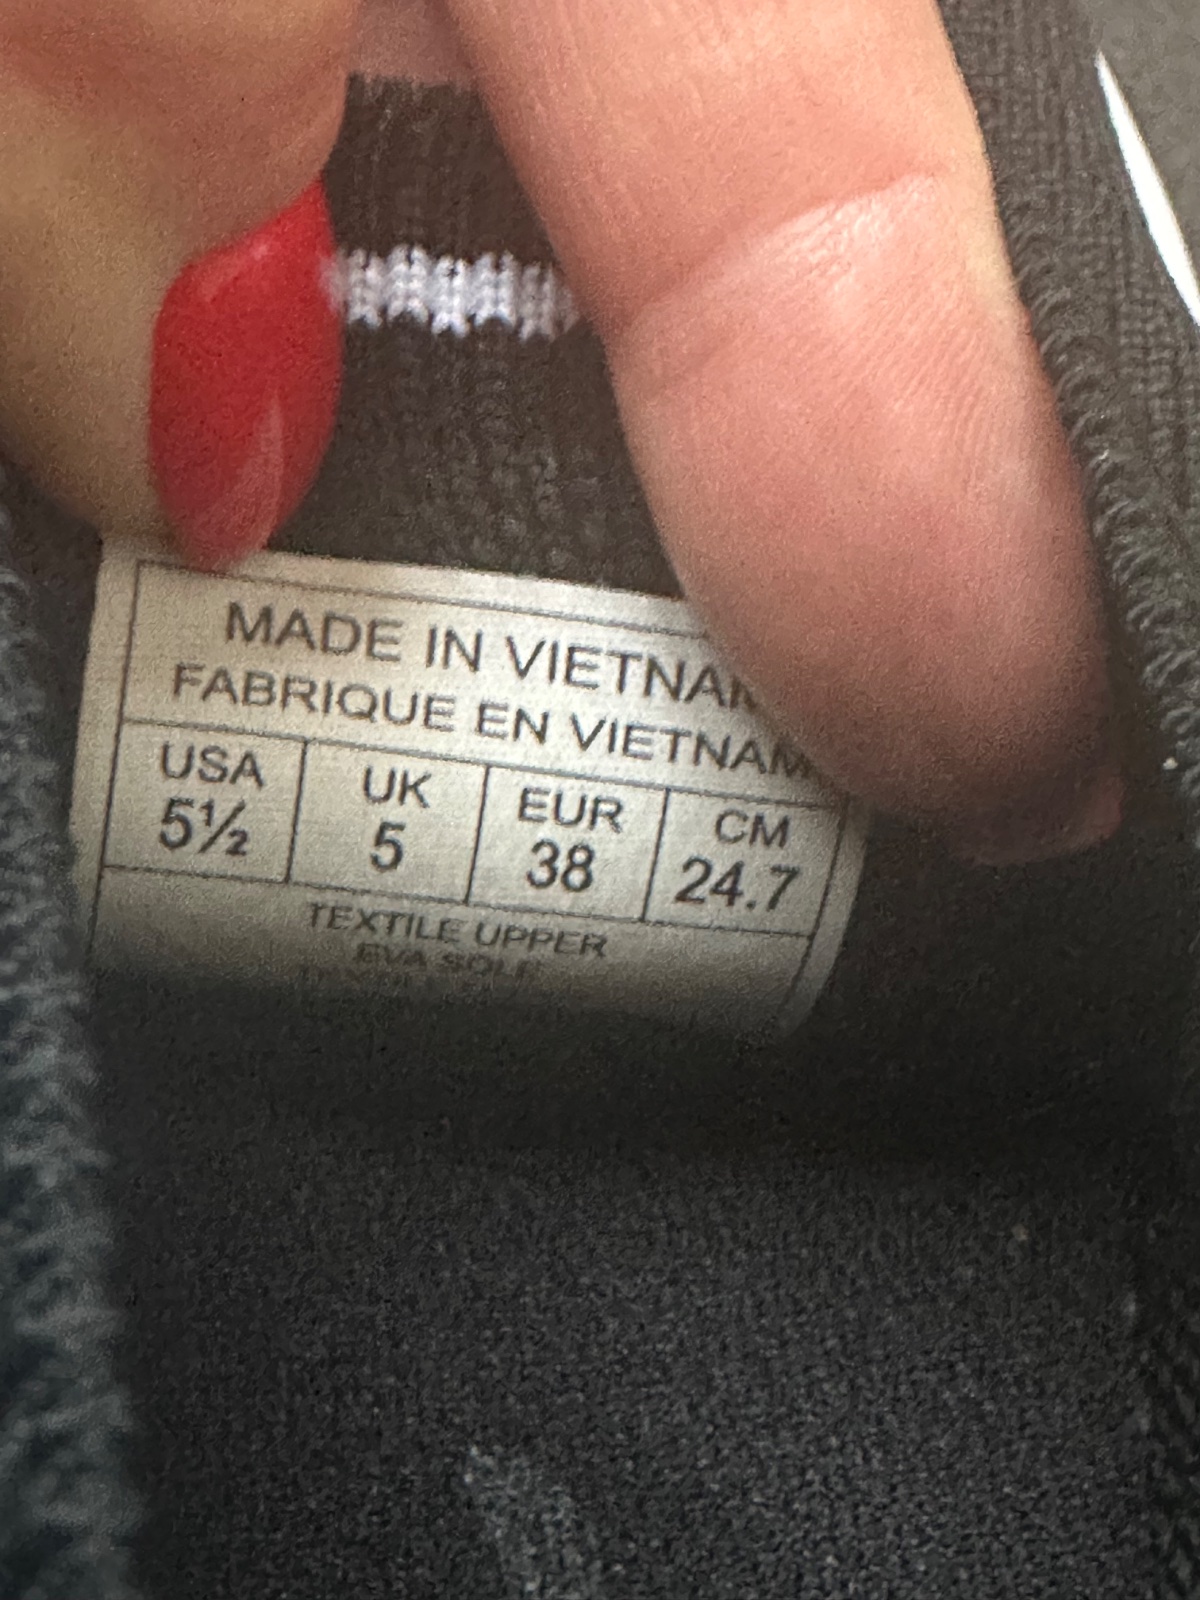 MADE IN VIETNAM
FABRIQUE EN VIETNAM
USA UK EUR CM
5½ 5 38 24.7
TEXTILE UPPER
EVA SOLE